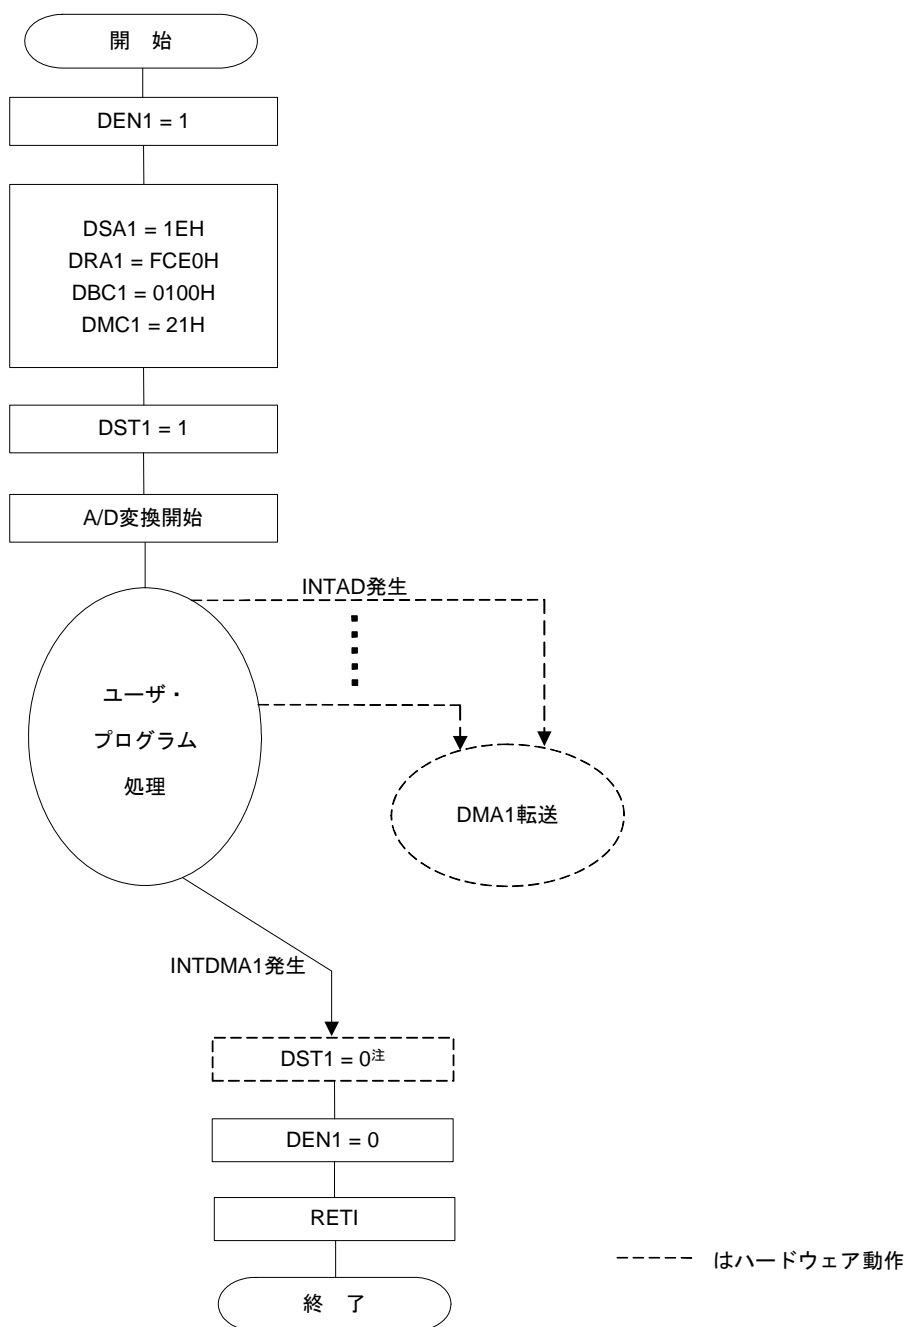 開 始
DEN1 = 1
DSA1 = 1EH
DRA1 = FCE0H
DBC1 = 0100H
DMC1 = 21H
DST1 = 1
A/D変換開始
INTAD発生
ユーザ・
プログラム
処理
DMA1転送
INTDMA1発生
DST1 = 0注
DEN1 = 0
RETI
はハードウェア動作
終 了